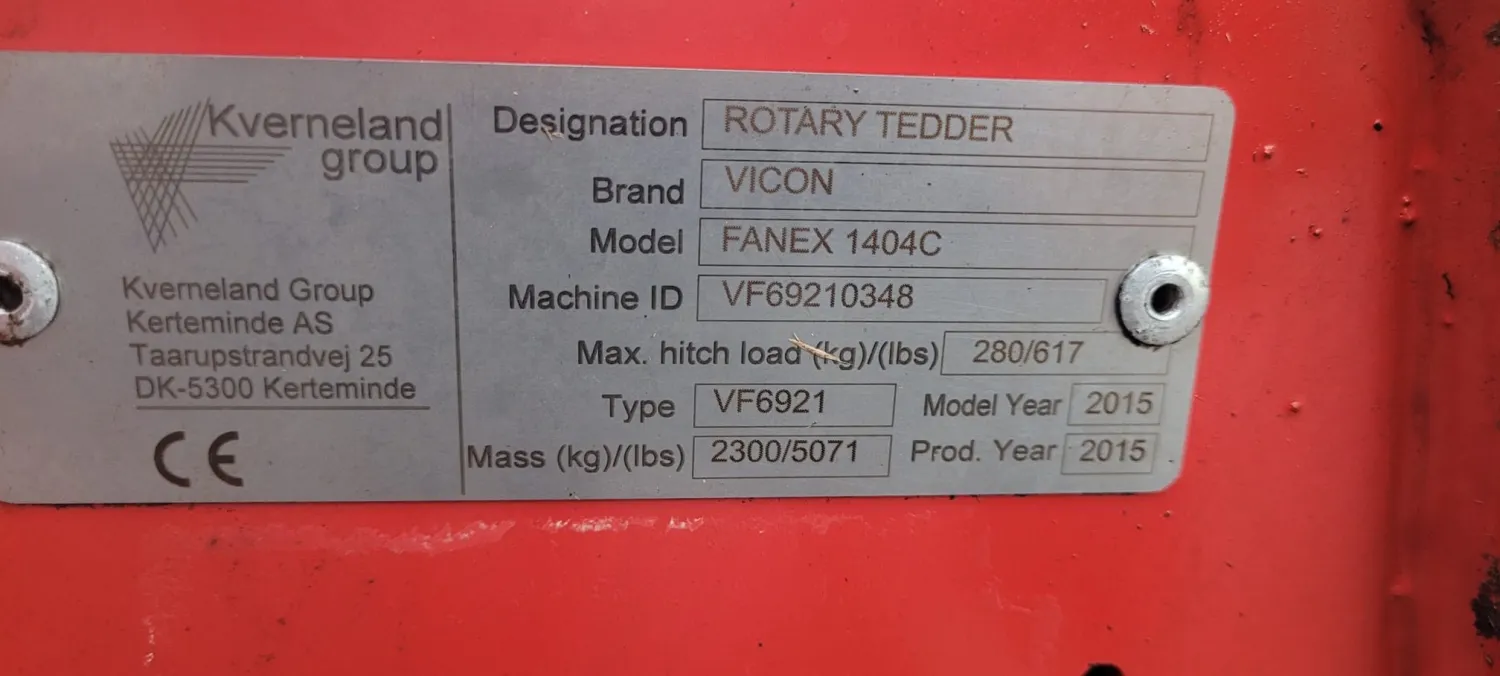 Kverneland
group
Kverneland Group
Kerteminde AS
Taarupstrandvej 25
DK-5300 Kerteminde
CE
Designation ROTARY TEDDER
Brand VICON
Model FANEX 1404C
Machine ID VF69210348
Max. hitch load (kg)/(lbs) 280/617
Type VF6921 Model Year 2015
Mass (kg)/(lbs) 2300/5071 Prod. Year 2015